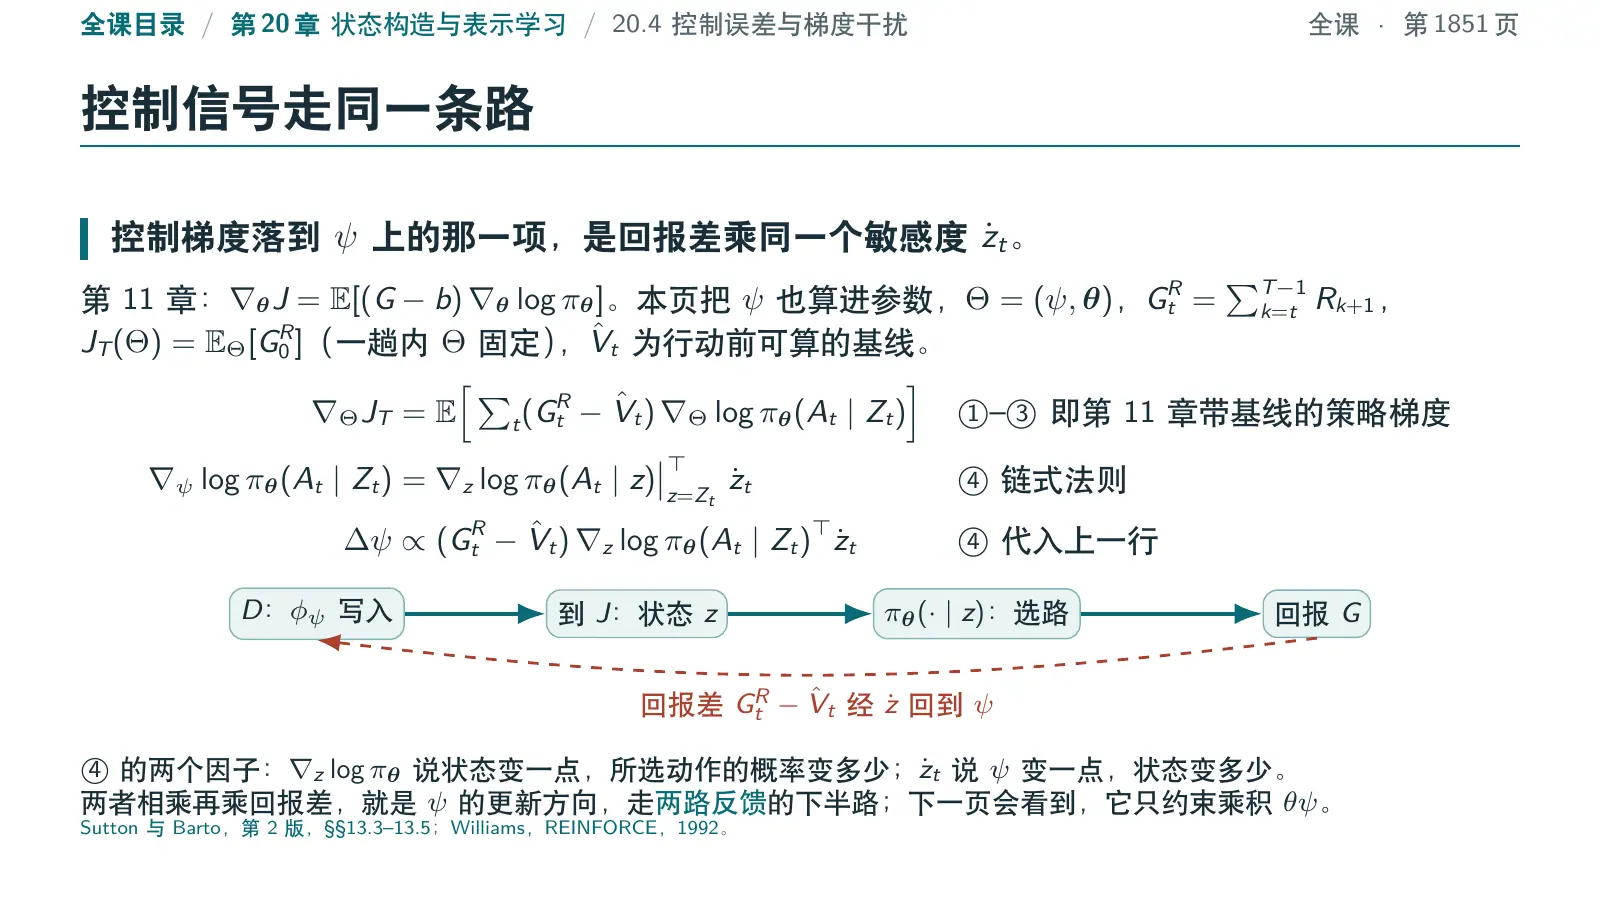 全课目录 / 第20章 状态构造与表示学习 / 20.4 控制误差与梯度干扰
全课 · 第1851页
控制信号走同一条路
控制梯度落到 ψ 上的那一项，是回报差乘同一个敏感度 ż_t。
第 11 章：∇_θ J = 𝔼[(G − b) ∇_θ log π_θ]。本页把 ψ 也算进参数，Θ = (ψ, θ)，G_t^R = ∑_{k=t}^{T−1} R_{k+1}，
J_T(Θ) = 𝔼_Θ[G_0^R]（一趟内 Θ 固定），V̂_t 为行动前可算的基线。
∇_Θ J_T = 𝔼[∑_t (G_t^R − V̂_t) ∇_Θ log π_θ(A_t | Z_t)] ①–③ 即第 11 章带基线的策略梯度
∇_ψ log π_θ(A_t | Z_t) = ∇_z log π_θ(A_t | z)|_{z=Z_t}^⊤ ż_t ④ 链式法则
Δψ ∝ (G_t^R − V̂_t) ∇_z log π_θ(A_t | Z_t)^⊤ ż_t ④ 代入上一行
D：φ_ψ 写入
到 J：状态 z
π_θ(· | z)：选路
回报 G
回报差 G_t^R − V̂_t 经 ż 回到 ψ
④ 的两个因子：∇_z log π_θ 说状态变一点，所选动作的概率变多少；ż_t 说 ψ 变一点，状态变多少。
两者相乘再乘回报差，就是 ψ 的更新方向，走两路反馈的下半路；下一页会看到，它只约束乘积 θψ。
Sutton 与 Barto，第 2 版，§§13.3–13.5；Williams，REINFORCE，1992。